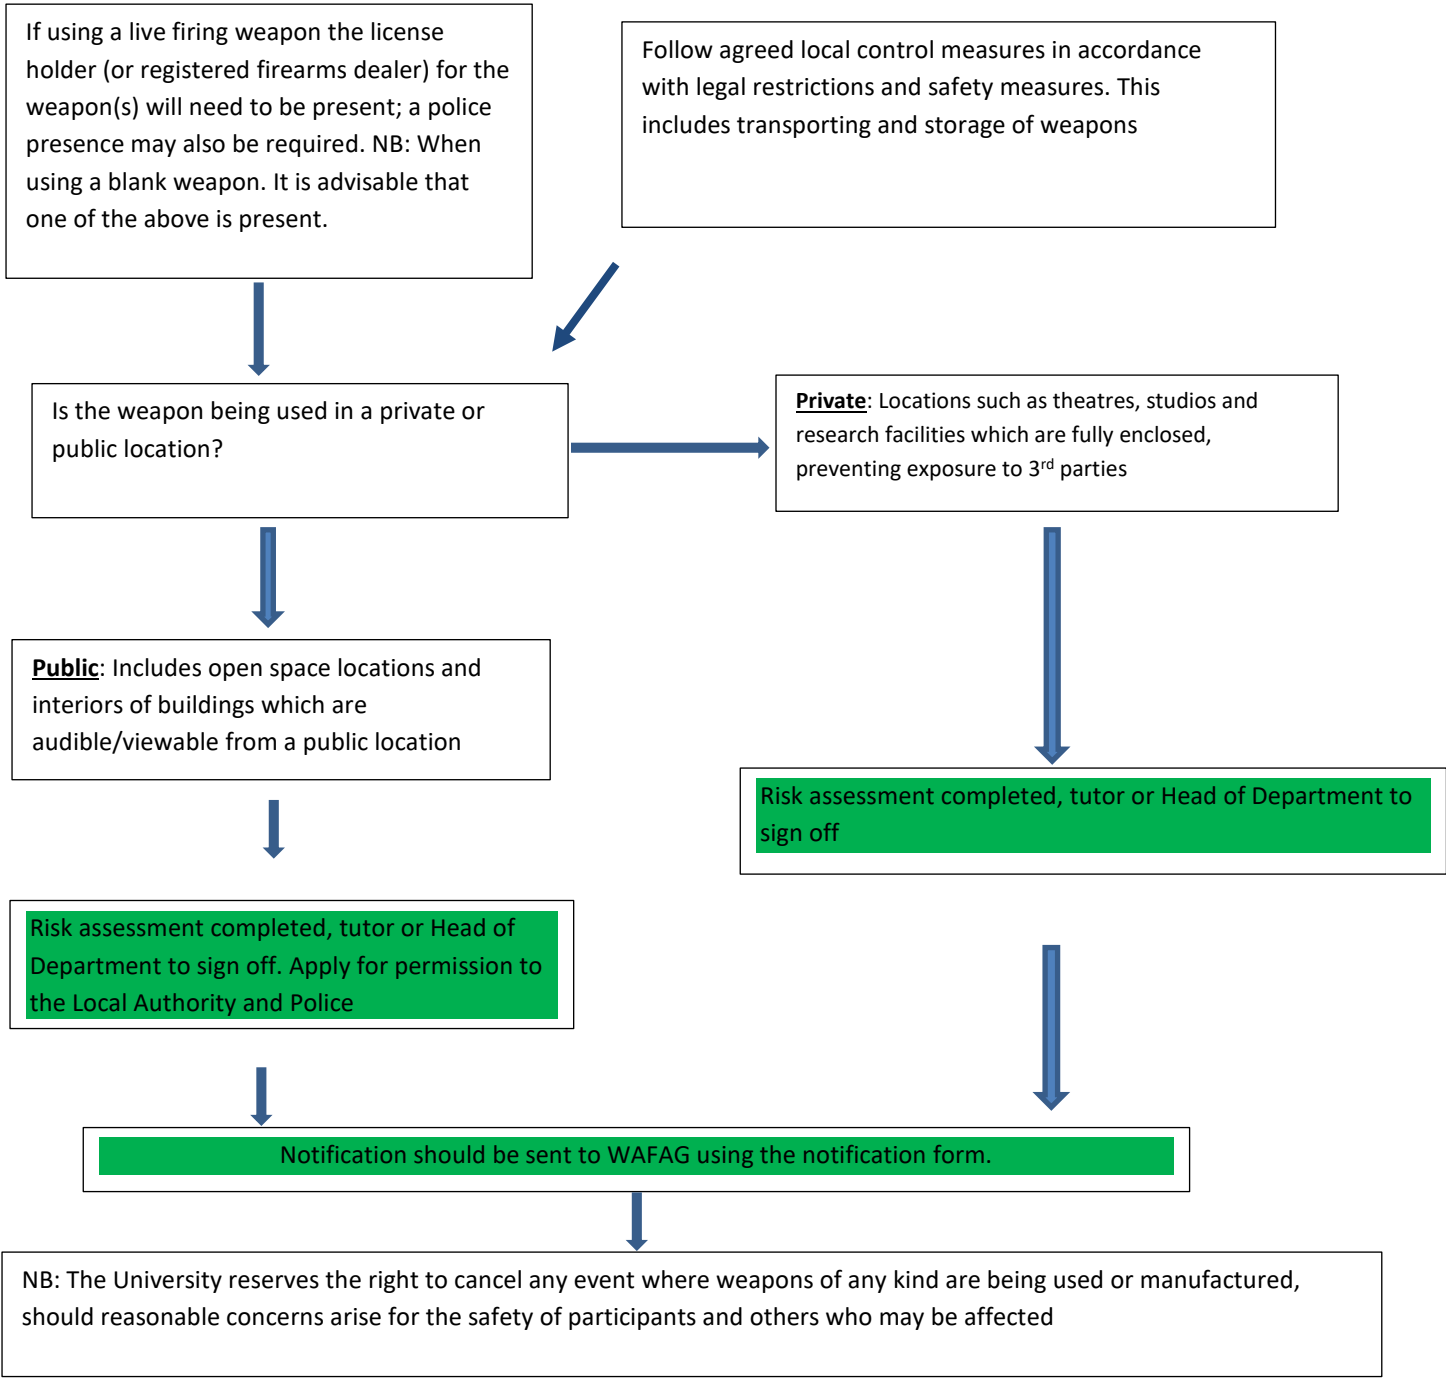 If using a live firing weapon the license
holder (or registered firearms dealer) for the
weapon(s) will need to be present; a police
presence may also be required. NB: When
using a blank weapon. It is advisable that
one of the above is present.
Follow agreed local control measures in accordance
with legal restrictions and safety measures. This
includes transporting and storage of weapons
Is the weapon being used in a private or
public location?
Private: Locations such as theatres, studios and
research facilities which are fully enclosed,
preventing exposure to 3rd parties
Public: Includes open space locations and
interiors of buildings which are
audible/viewable from a public location
Risk assessment completed, tutor or Head of Department to
sign off
Risk assessment completed, tutor or Head of
Department to sign off. Apply for permission to
the Local Authority and Police
Notification should be sent to WAFAG using the notification form.
NB: The University reserves the right to cancel any event where weapons of any kind are being used or manufactured,
should reasonable concerns arise for the safety of participants and others who may be affected